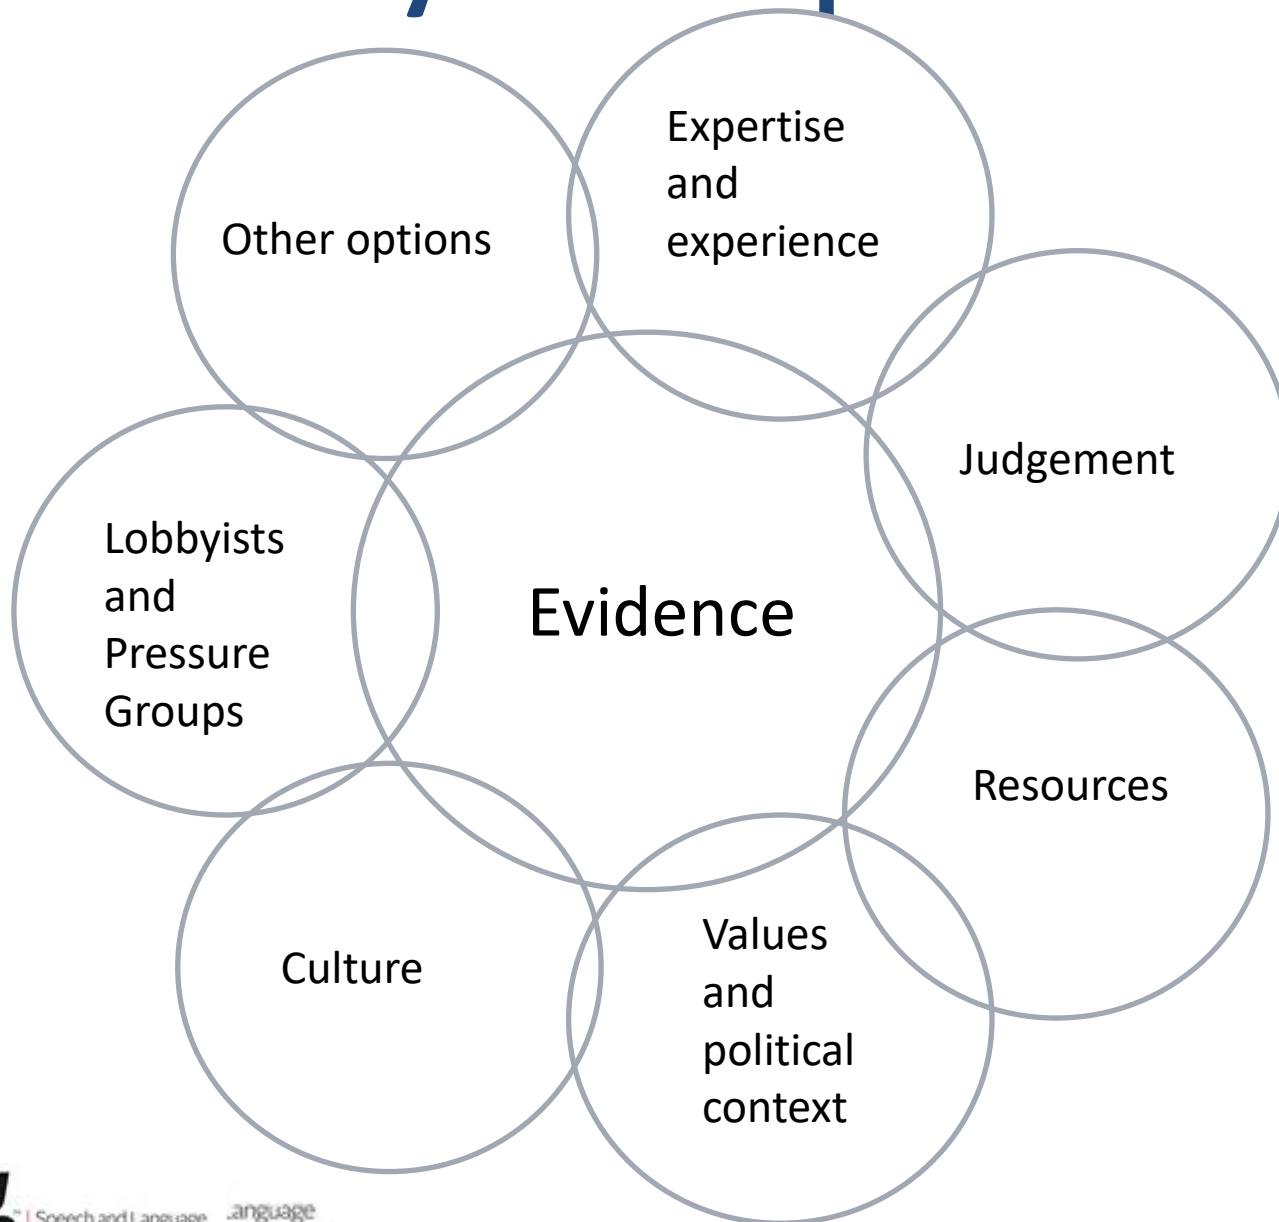 Other options
Expertise
and
experience
Judgement
Lobbyists
and
Pressure
Groups
Evidence
Resources
Culture
Values
and
political
context
Speech and Language
Language